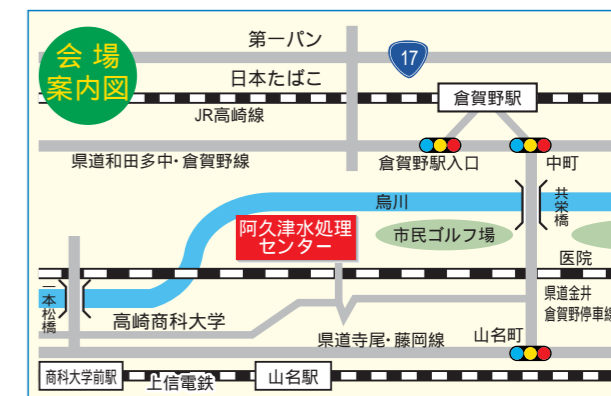 会場
案内図
第一パン
17
日本たばこ
倉賀野駅
JR高崎線
県道和田多中・倉賀野線
倉賀野駅入口
中町
烏川
共栄橋
阿久津水処理
センター
市民ゴルフ場
医院
一本松橋
県道金井
倉賀野停車線
高崎商科大学
県道寺尾・藤岡線
山名町
商科大学前駅
上信電鉄
山名駅